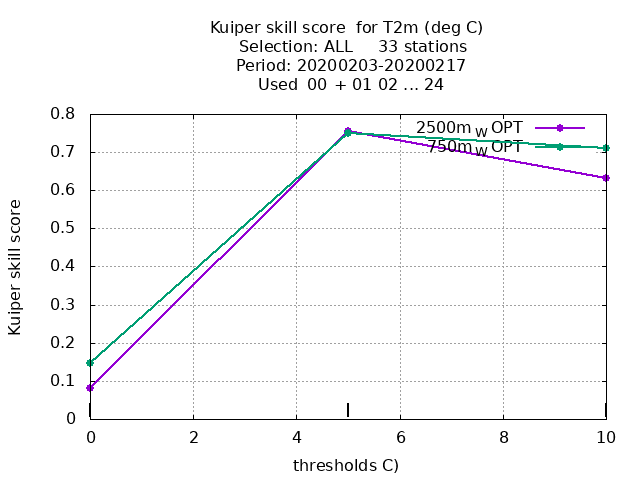 Kuiper skill score for T2m (deg C)
Selection: ALL 33 stations
Period: 20200203-20200217
Used 00 + 01 02 ... 24
0.8
0.7
0.6
0.5
0.4
0.3
0.2
0.1
0
Kuiper skill score
2500m W OPT
750m W OPT
0 2 4 6 8 10
thresholds C)